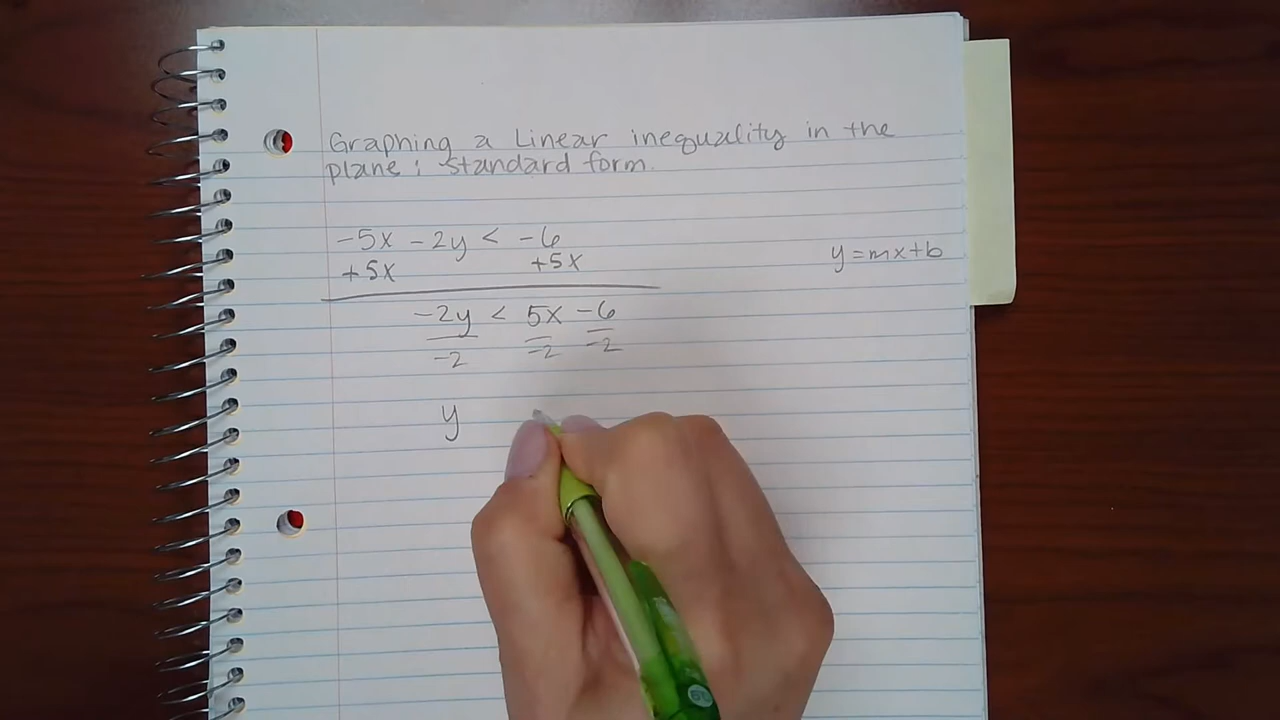 Graphing a Linear inequality in the
plane; standard form.
-5x - 2y < -6
y = mx+b
+5x +5x
-2y < 5x -6
-2 -2 -2
y